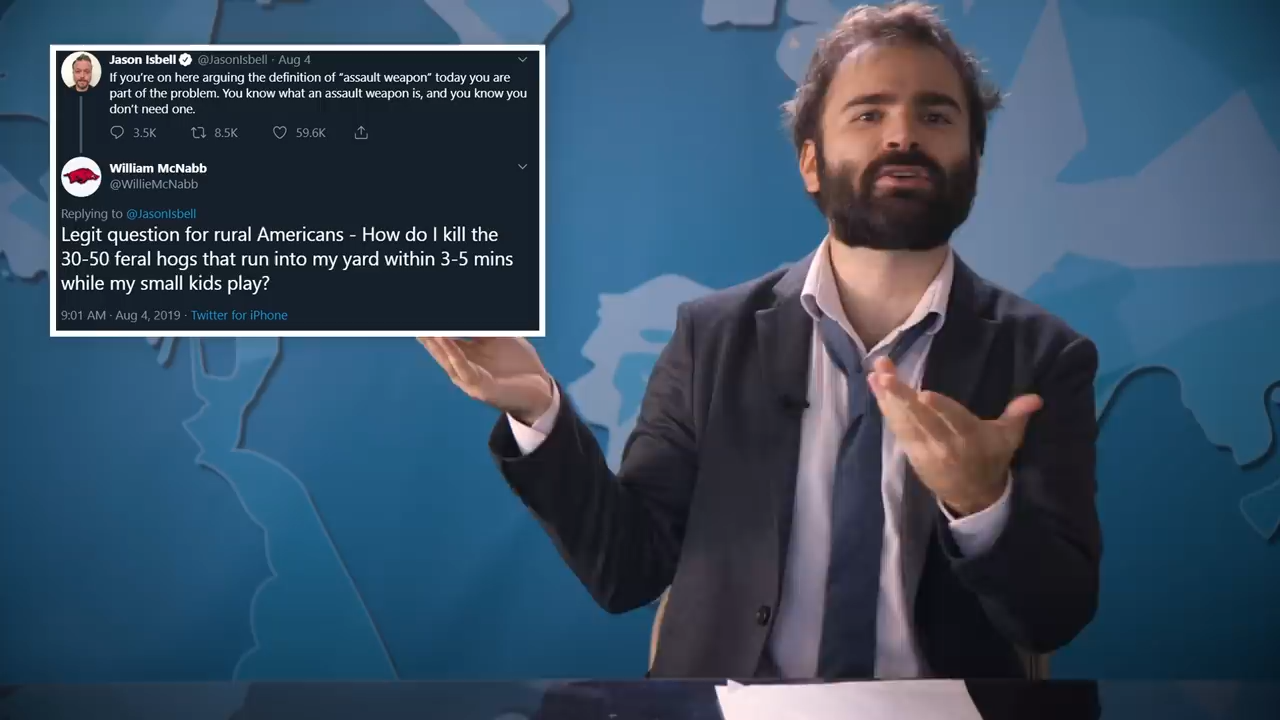 Jason Isbell @JasonIsbell · Aug 4
If you're on here arguing the definition of “assault weapon” today you are
part of the problem. You know what an assault weapon is, and you know you
don't need one.
3.5K 8.5K 59.6K
William McNabb
@WillieMcNabb
Replying to @JasonIsbell
Legit question for rural Americans - How do I kill the
30-50 feral hogs that run into my yard within 3-5 mins
while my small kids play?
9:01 AM · Aug 4, 2019 · Twitter for iPhone